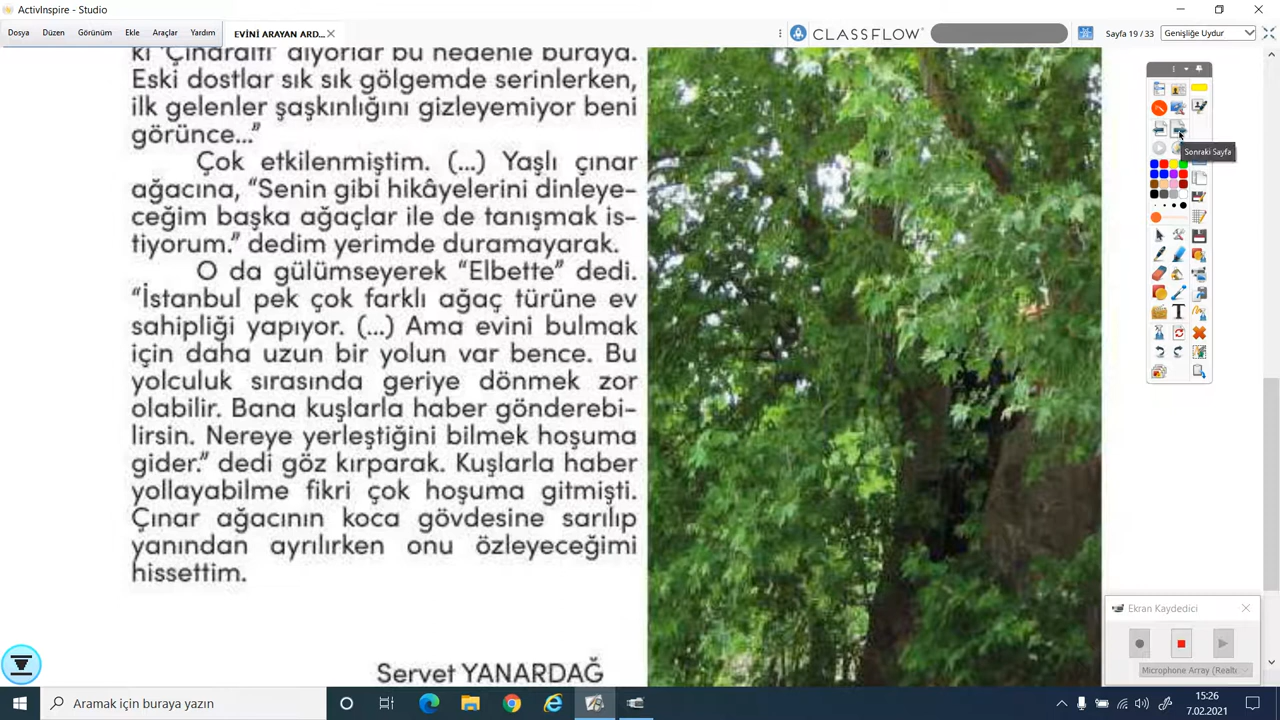 ActivInspire - Studio
Dosya Düzen Görünüm Ekle Araçlar Yardım
EVİNİ ARAYAN ARD...
CLASSFLOW
Sayfa 19 / 33
Genişliğe Uydur
ki "Çınaraltı" diyorlar bu nedenle buraya.
Eski dostlar sık sık gölgemde serinlerken,
ilk gelenler şaşkınlığını gizleyemiyor beni
görünce..."
Çok etkilenmiştim. (...) Yaşlı çınar
ağacına, "Senin gibi hikâyelerini dinleye-
ceğim başka ağaçlar ile de tanışmak is-
tiyorum." dedim yerimde duramayarak.
O da gülümseyerek "Elbette" dedi.
"İstanbul pek çok farklı ağaç türüne ev
sahipliği yapıyor. (...) Ama evini bulmak
için daha uzun bir yolun var bence. Bu
yolculuk sırasında geriye dönmek zor
olabilir. Bana kuşlarla haber gönderebi-
lirsin. Nereye yerleştiğini bilmek hoşuma
gider." dedi göz kırparak. Kuşlarla haber
yollayabilme fikri çok hoşuma gitmişti.
Çınar ağacının koca gövdesine sarılıp
yanından ayrılırken onu özleyeceğimi
hissettim.
Servet YANARDAĞ
Sonraki Sayfa
Ekran Kaydedici
Microphone Array (Realt
Aramak için buraya yazın
15:26
7.02.2021